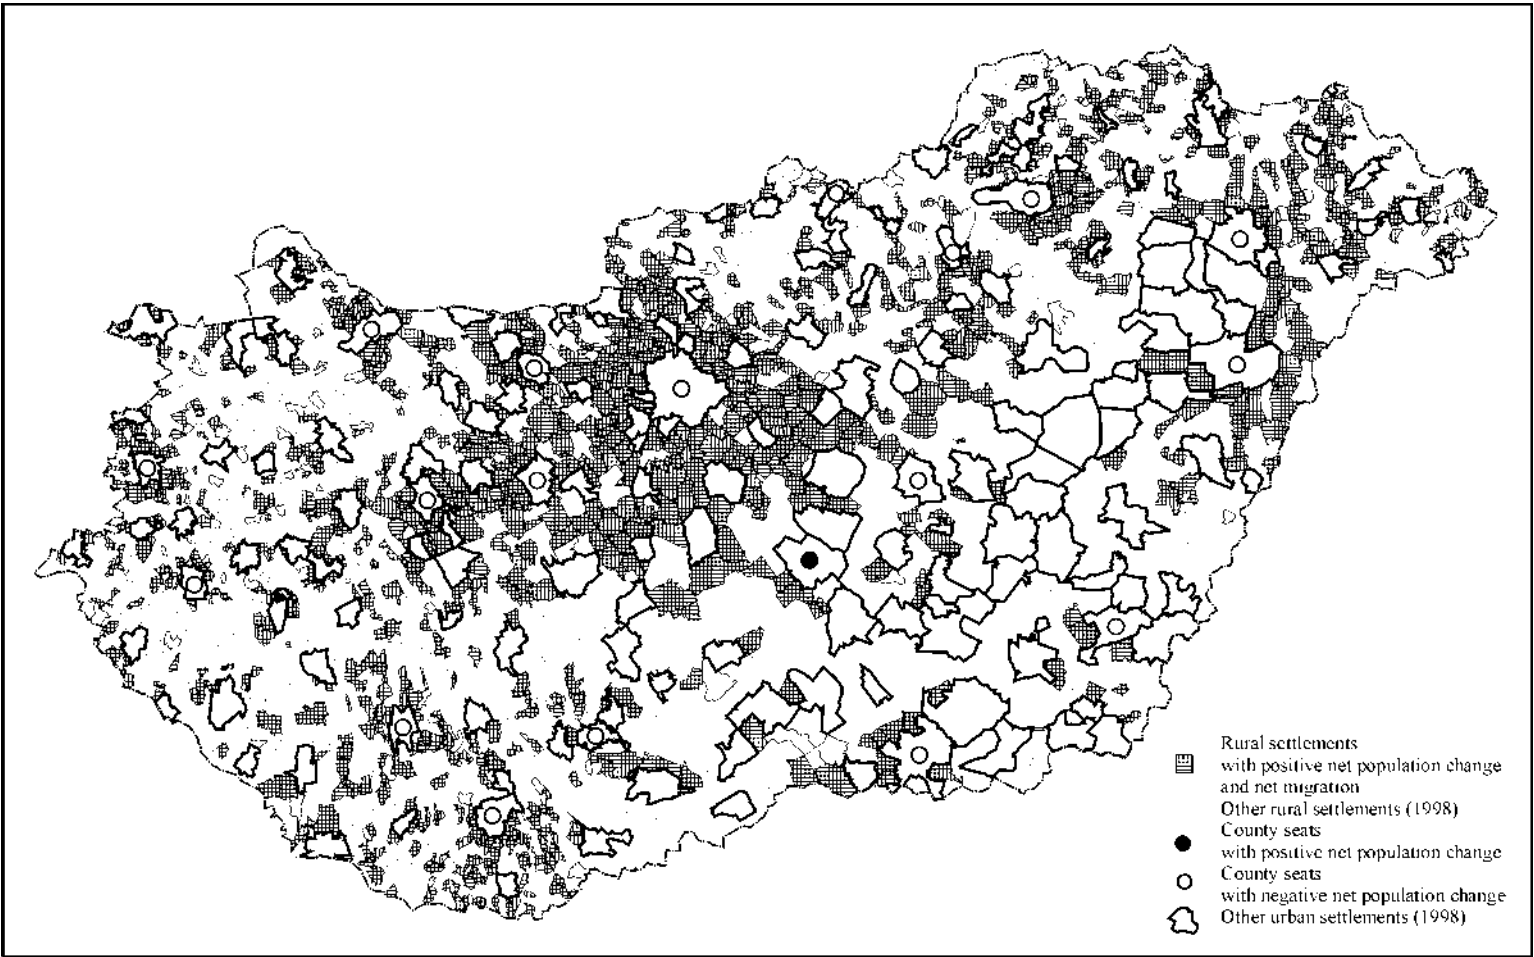 Rural settlements
with positive net population change
and net migration
Other rural settlements (1998)
County seats
with positive net population change
County seats
with negative net population change
Other urban settlements (1998)